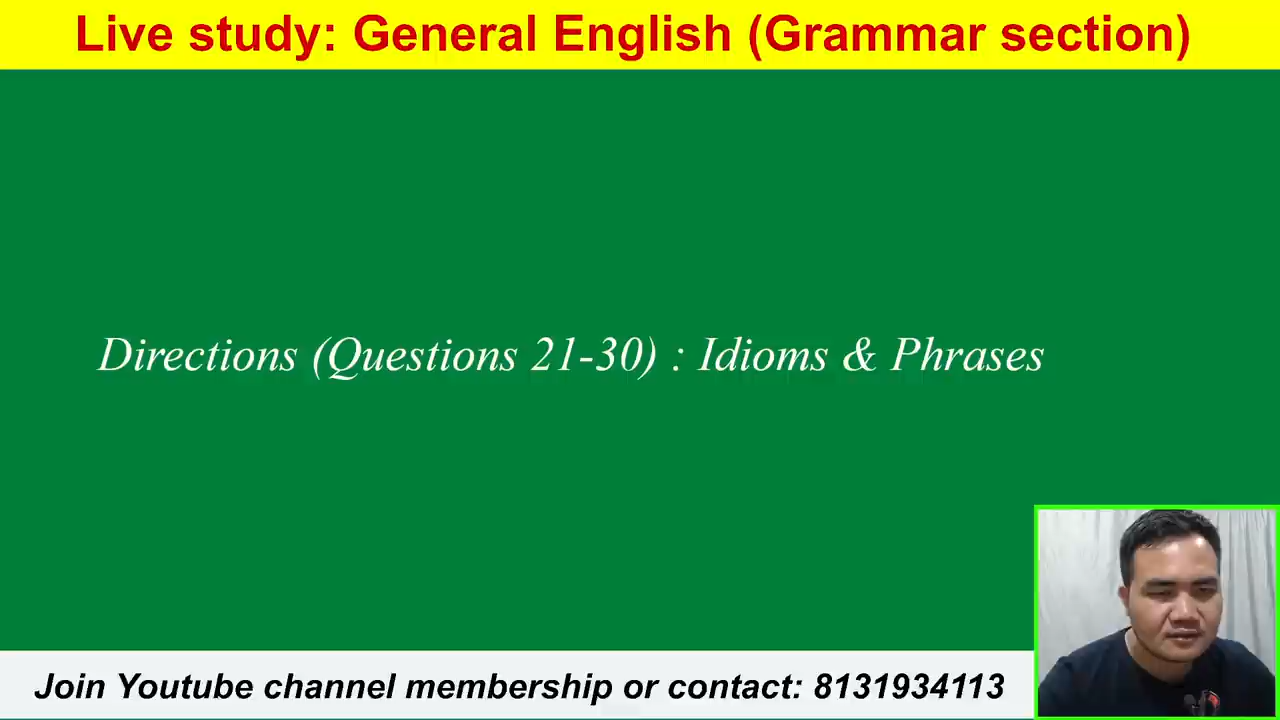 Live study: General English (Grammar section)
Directions (Questions 21-30) : Idioms & Phrases
Join Youtube channel membership or contact: 8131934113